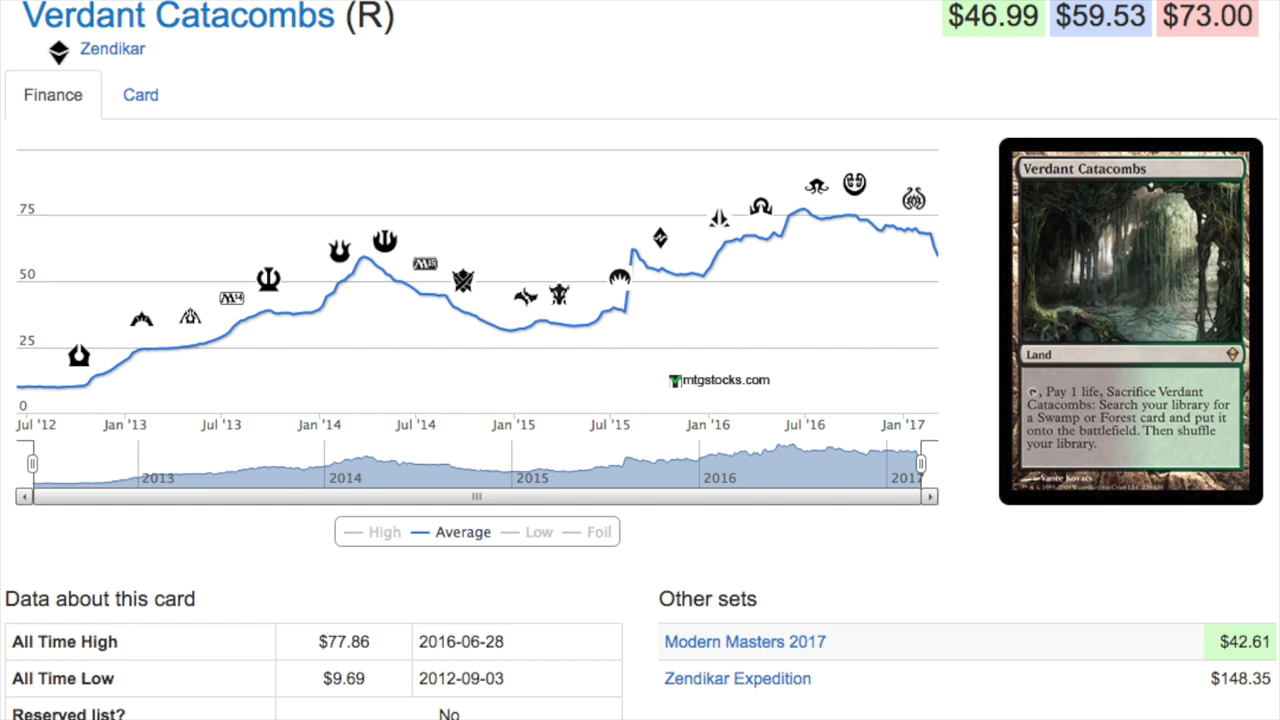 Verdant Catacombs (R)
$46.99 $59.53 $73.00
Zendikar
Finance Card
75
50
25
0
M14
M15
mtgstocks.com
Jul '12 Jan '13 Jul '13 Jan '14 Jul '14 Jan '15 Jul '15 Jan '16 Jul '16 Jan '17
2013 2014 2015 2016 2017
High Average Low Foil
Verdant Catacombs
Land
, Pay 1 life, Sacrifice Verdant
Catacombs: Search your library for
a Swamp or Forest card and put it
onto the battlefield. Then shuffle
your library.
Data about this card
All Time High $77.86 2016-06-28
All Time Low $9.69 2012-09-03
Reserved list? No
Other sets
Modern Masters 2017 $42.61
Zendikar Expedition $148.35